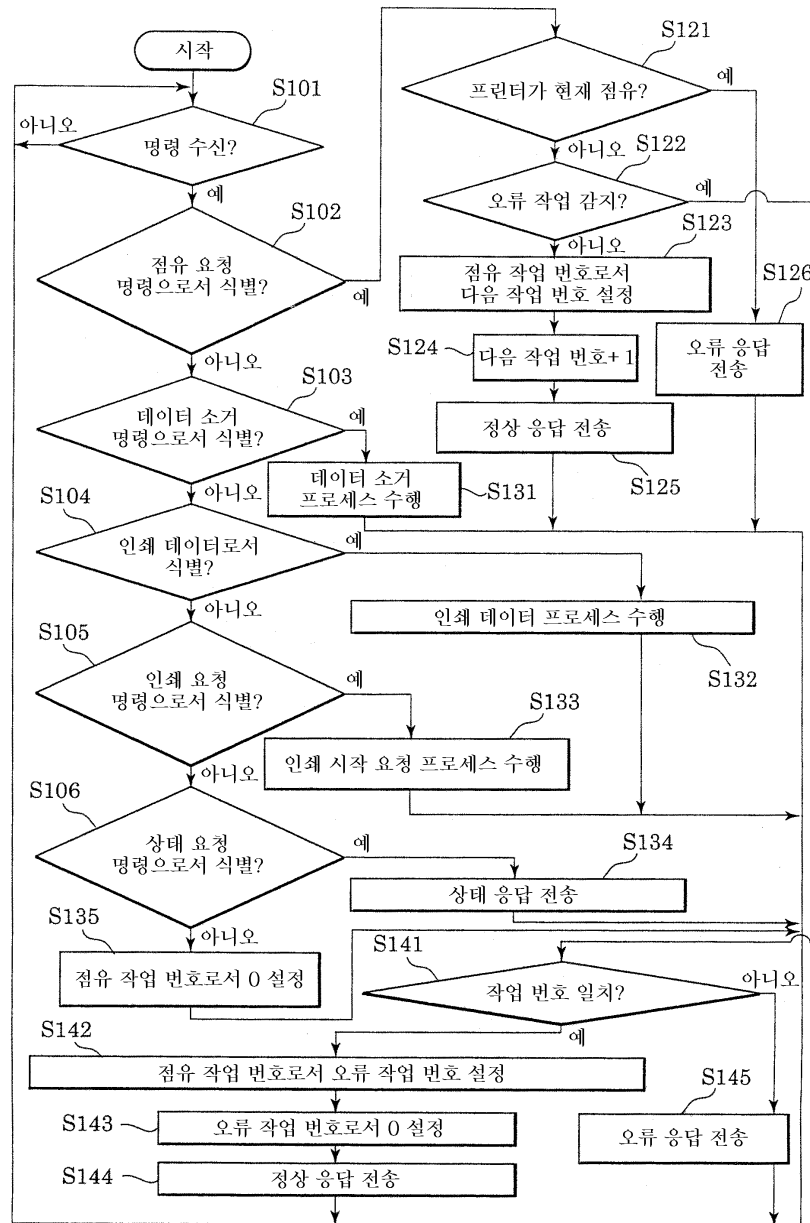 시작
S101
명령 수신?
아니오
예
S102
점유 요청
명령으로서 식별?
예
아니오
S103
데이터 소거
명령으로서 식별?
예
데이터 소거
프로세스 수행
S131
아니오
S104
인쇄 데이터로서
식별?
예
인쇄 데이터 프로세스 수행
S132
아니오
S105
인쇄 요청
명령으로서 식별?
예
S133
인쇄 시작 요청 프로세스 수행
아니오
S106
상태 요청
명령으로서 식별?
예
S134
상태 응답 전송
아니오
S135
점유 작업 번호로서 0 설정
S121
프린터가 현재 점유?
예
아니오
S122
오류 작업 감지?
예
아니오
S123
점유 작업 번호로서
다음 작업 번호 설정
S124
다음 작업 번호+1
정상 응답 전송
S125
S126
오류 응답
전송
S141
작업 번호 일치?
아니오
예
S142
점유 작업 번호로서 오류 작업 번호 설정
S143
오류 작업 번호로서 0 설정
S144
정상 응답 전송
S145
오류 응답 전송